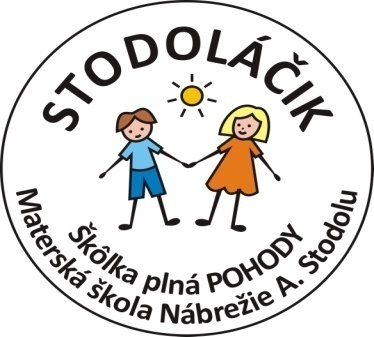 STODOLÁČIK
Škôlka plná POHODY
Materská škola Nábrežie A. Stodolu